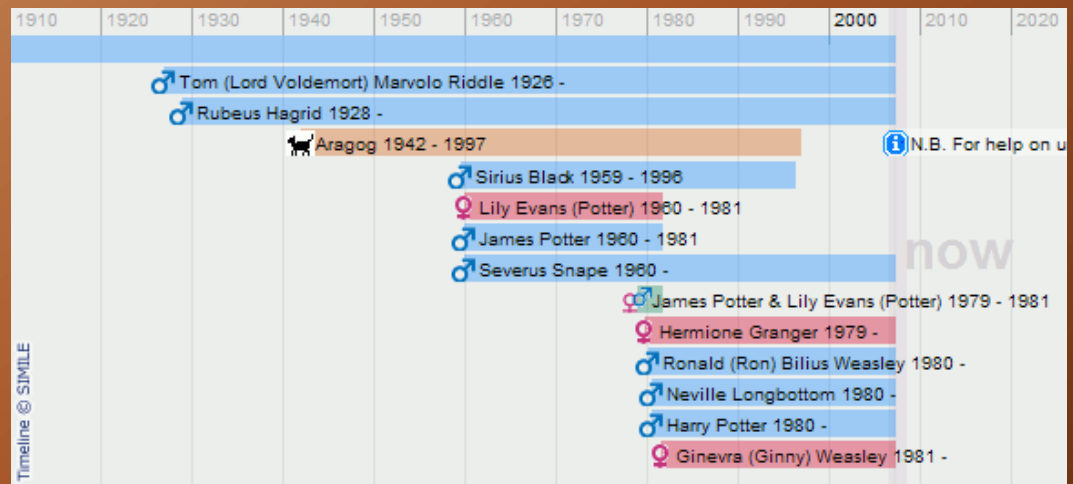 1910 1920 1930 1940 1950 1960 1970 1980 1990 2000 2010 2020
Tom (Lord Voldemort) Marvolo Riddle 1926 -
Rubeus Hagrid 1928 -
Aragog 1942 - 1997
N.B. For help on u
Sirius Black 1959 - 1996
Lily Evans (Potter) 1960 - 1981
James Potter 1960 - 1981
now
Severus Snape 1960 -
James Potter & Lily Evans (Potter) 1979 - 1981
Hermione Granger 1979 -
Ronald (Ron) Bilius Weasley 1980 -
Neville Longbottom 1980 -
Harry Potter 1980 -
Ginevra (Ginny) Weasley 1981 -
Timeline © SIMILE